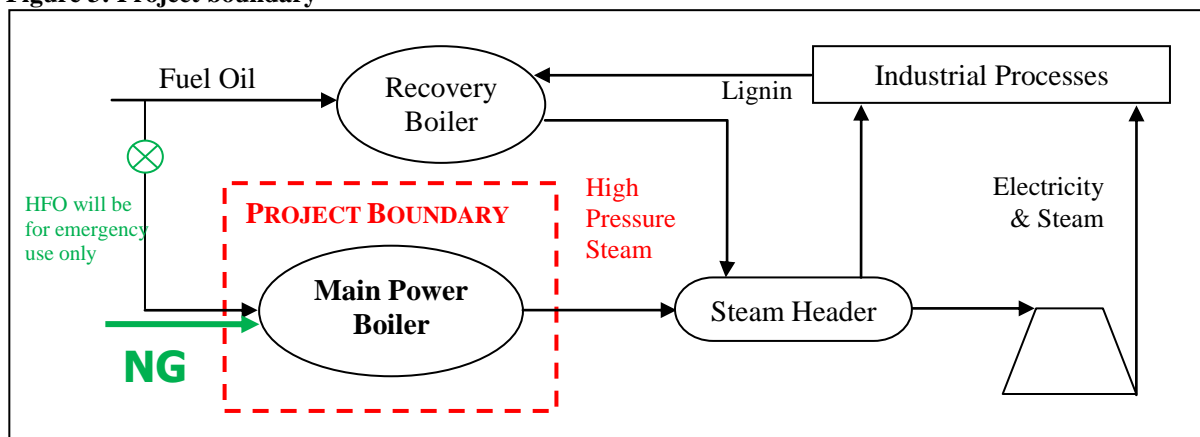 Figure 3: Project boundary
Fuel Oil
Recovery
Boiler
Lignin
Industrial Processes
HFO will be
for emergency
use only
PROJECT BOUNDARY
High
Pressure
Steam
Electricity
& Steam
Main Power
Boiler
Steam Header
NG